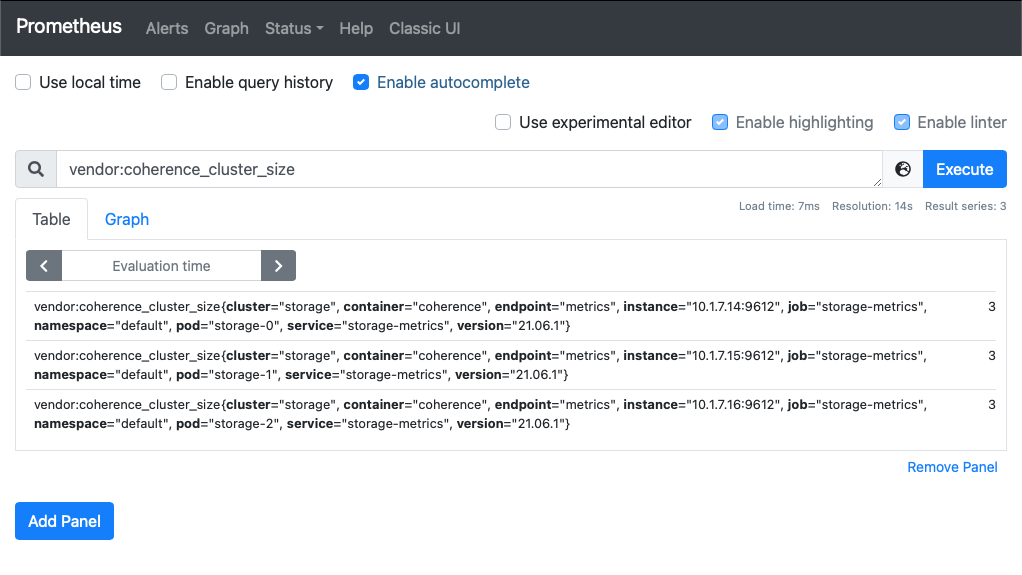 Prometheus Alerts Graph Status Help Classic UI
Use local time Enable query history Enable autocomplete
Use experimental editor Enable highlighting Enable linter
vendor:coherence_cluster_size Execute
Load time: 7ms Resolution: 14s Result series: 3
Table Graph
Evaluation time
vendor:coherence_cluster_size{cluster="storage", container="coherence", endpoint="metrics", instance="10.1.7.14:9612", job="storage-metrics", 3
namespace="default", pod="storage-0", service="storage-metrics", version="21.06.1"}
vendor:coherence_cluster_size{cluster="storage", container="coherence", endpoint="metrics", instance="10.1.7.15:9612", job="storage-metrics", 3
namespace="default", pod="storage-1", service="storage-metrics", version="21.06.1"}
vendor:coherence_cluster_size{cluster="storage", container="coherence", endpoint="metrics", instance="10.1.7.16:9612", job="storage-metrics", 3
namespace="default", pod="storage-2", service="storage-metrics", version="21.06.1"}
Remove Panel
Add Panel